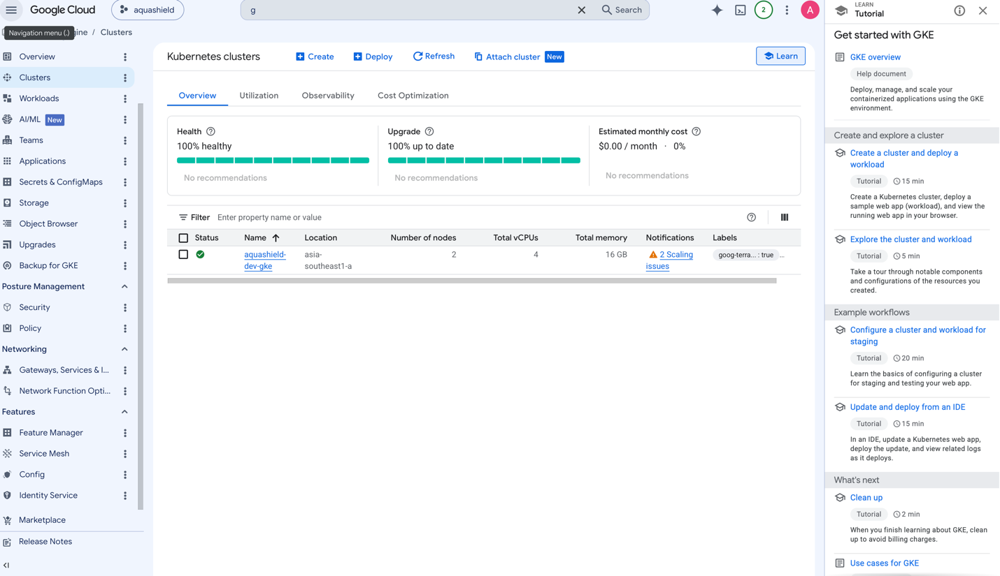 Google Cloud
aquashield
g
Search
2
A
Navigation menu (.)
gine / Clusters
Overview
Clusters
Workloads
AI/ML New
Teams
Applications
Secrets & ConfigMaps
Storage
Object Browser
Upgrades
Backup for GKE
Posture Management
Security
Policy
Networking
Gateways, Services & I...
Network Function Opti...
Features
Feature Manager
Service Mesh
Config
Identity Service
Marketplace
Release Notes
Kubernetes clusters
Create
Deploy
Refresh
Attach cluster New
Learn
Overview
Utilization
Observability
Cost Optimization
Health
100% healthy
No recommendations
Upgrade
100% up to date
No recommendations
Estimated monthly cost
$0.00 / month · 0%
No recommendations
Filter Enter property name or value
Status Name Location Number of nodes Total vCPUs Total memory Notifications Labels
aquashield- asia- 2 4 16 GB 2 Scaling goog-terra... : true ...
dev-gke southeast1-a issues
LEARN
Tutorial
Get started with GKE
GKE overview
Help document
Deploy, manage, and scale your
containerized applications using the GKE
environment.
Create and explore a cluster
Create a cluster and deploy a
workload
Tutorial 15 min
Create a Kubernetes cluster, deploy a
sample web app (workload), and view the
running web app in your browser.
Explore the cluster and workload
Tutorial 5 min
Take a tour through notable components
and configurations of the resources you
created.
Example workflows
Configure a cluster and workload for
staging
Tutorial 20 min
Learn the basics of configuring a cluster
for staging and testing your web app.
Update and deploy from an IDE
Tutorial 15 min
In an IDE, update a Kubernetes web app,
deploy the update, and view related logs
as it deploys.
What's next
Clean up
Tutorial 2 min
When you finish learning about GKE, clean
up to avoid billing charges.
Use cases for GKE